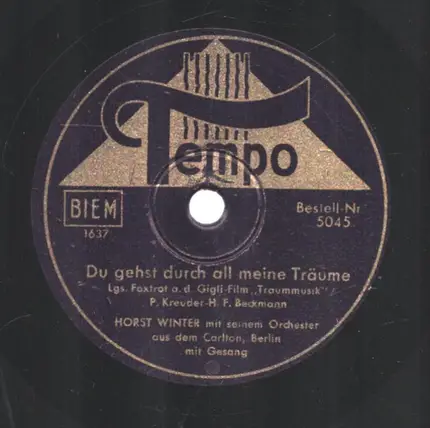 Tempo
BIEM
1637
Bestell-Nr
5045
Du gehst durch all meine Träume
Lgs. Foxtrot a. d. Gigli-Film „Traummusik"
P. Kreuder-H. F. Beckmann
HORST WINTER mit seinem Orchester
aus dem Carlton, Berlin
mit Gesang